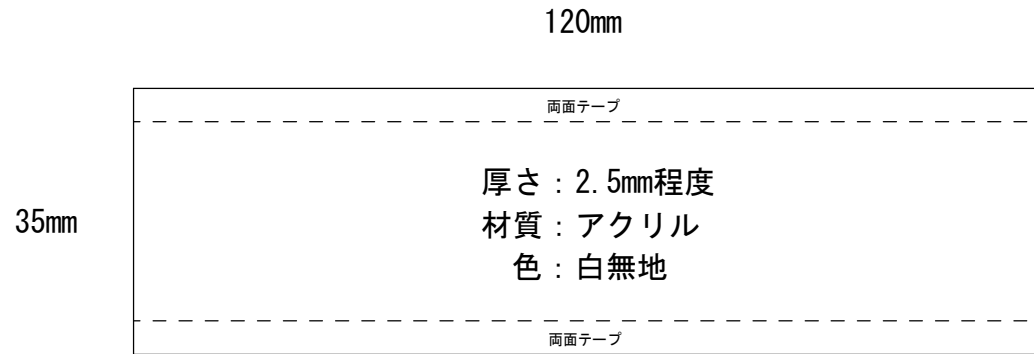 120mm
両面テープ
厚さ：2.5mm程度
35mm
材質：アクリル
色：白無地
両面テープ